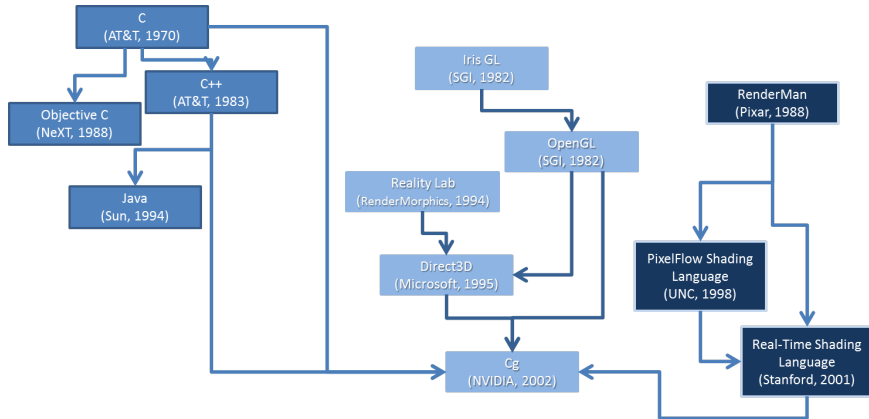 C
(AT&T, 1970)
Iris GL
(SGI, 1982)
C++
(AT&T, 1983)
RenderMan
(Pixar, 1988)
Objective C
(NeXT, 1988)
OpenGL
(SGI, 1982)
Java
(Sun, 1994)
Reality Lab
(RenderMorphics, 1994)
Direct3D
(Microsoft, 1995)
PixelFlow Shading
Language
(UNC, 1998)
Real-Time Shading
Language
(Stanford, 2001)
Cg
(NVIDIA, 2002)